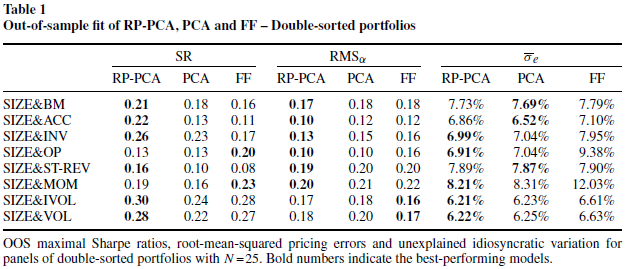 Table 1
Out-of-sample fit of RP-PCA, PCA and FF – Double-sorted portfolios
SR RMSα σ̅e
RP-PCA PCA FF RP-PCA PCA FF RP-PCA PCA FF
SIZE&BM 0.21 0.18 0.16 0.17 0.18 0.18 7.73% 7.69% 7.79%
SIZE&ACC 0.22 0.13 0.11 0.10 0.12 0.12 6.86% 6.52% 7.10%
SIZE&INV 0.26 0.23 0.17 0.13 0.15 0.16 6.99% 7.04% 7.95%
SIZE&OP 0.13 0.13 0.20 0.10 0.10 0.16 6.91% 7.04% 9.38%
SIZE&ST-REV 0.16 0.10 0.08 0.19 0.20 0.20 7.89% 7.87% 7.90%
SIZE&MOM 0.19 0.16 0.23 0.20 0.21 0.22 8.21% 8.31% 12.03%
SIZE&IVOL 0.30 0.24 0.28 0.17 0.18 0.16 6.21% 6.23% 6.61%
SIZE&VOL 0.28 0.22 0.27 0.18 0.20 0.17 6.22% 6.25% 6.63%
OOS maximal Sharpe ratios, root-mean-squared pricing errors and unexplained idiosyncratic variation for
panels of double-sorted portfolios with N=25. Bold numbers indicate the best-performing models.